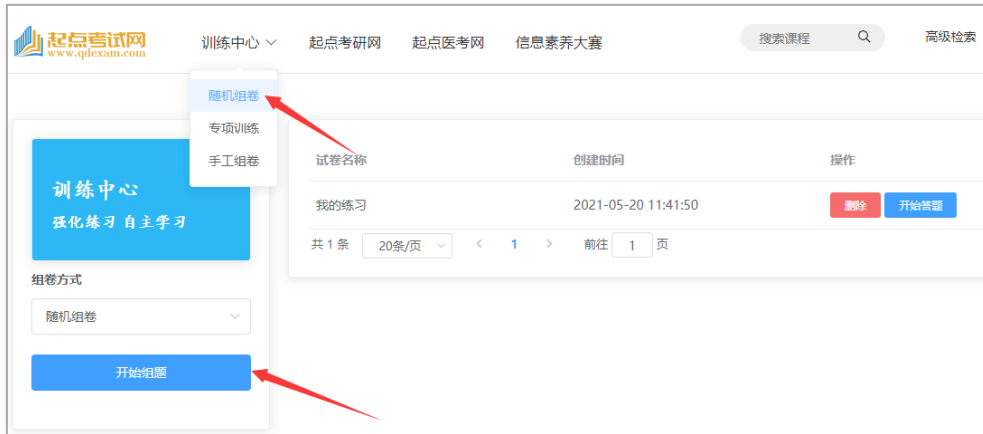 起点考试网
www.qdexam.com
训练中心 起点考研网 起点医考网 信息素养大赛 搜索课程 高级检索
随机组卷
专项训练
手工组卷
训练中心
强化练习 自主学习
组卷方式
随机组卷
开始组题
试卷名称 创建时间 操作
我的练习 2021-05-20 11:41:50 删除 开始答题
共 1 条 20条/页 < 1 > 前往 1 页